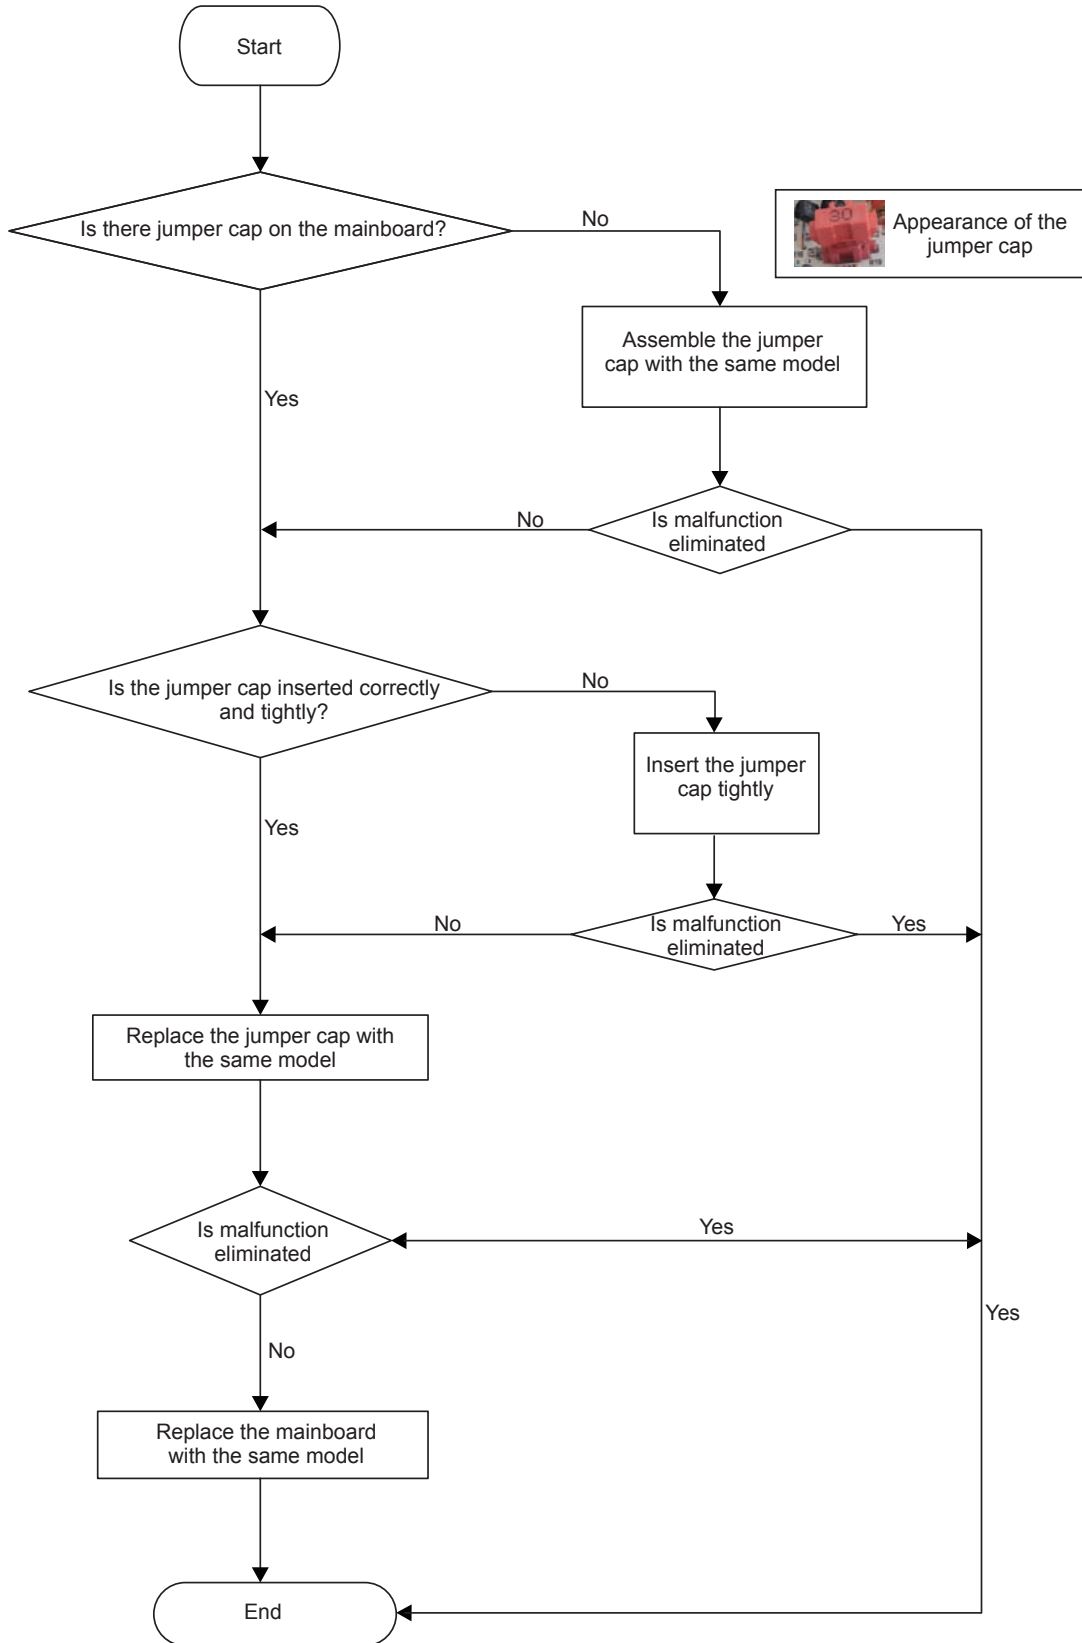 Start
Is there jumper cap on the mainboard?
No
30
Appearance of the
jumper cap
Assemble the jumper
cap with the same model
Yes
No
Is malfunction
eliminated
Is the jumper cap inserted correctly
and tightly?
No
Insert the jumper
cap tightly
Yes
No
Is malfunction
eliminated
Yes
Replace the jumper cap with
the same model
Is malfunction
eliminated
Yes
Yes
No
Replace the mainboard
with the same model
End